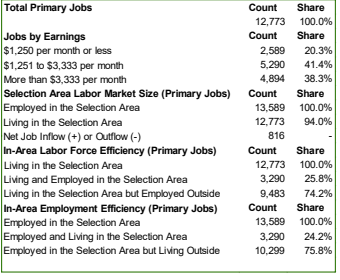 Total Primary Jobs Count Share
12,773 100.0%
Jobs by Earnings Count Share
$1,250 per month or less 2,589 20.3%
$1,251 to $3,333 per month 5,290 41.4%
More than $3,333 per month 4,894 38.3%
Selection Area Labor Market Size (Primary Jobs) Count Share
Employed in the Selection Area 13,589 100.0%
Living in the Selection Area 12,773 94.0%
Net Job Inflow (+) or Outflow (-) 816 -
In-Area Labor Force Efficiency (Primary Jobs) Count Share
Living in the Selection Area 12,773 100.0%
Living and Employed in the Selection Area 3,290 25.8%
Living in the Selection Area but Employed Outside 9,483 74.2%
In-Area Employment Efficiency (Primary Jobs) Count Share
Employed in the Selection Area 13,589 100.0%
Employed and Living in the Selection Area 3,290 24.2%
Employed in the Selection Area but Living Outside 10,299 75.8%